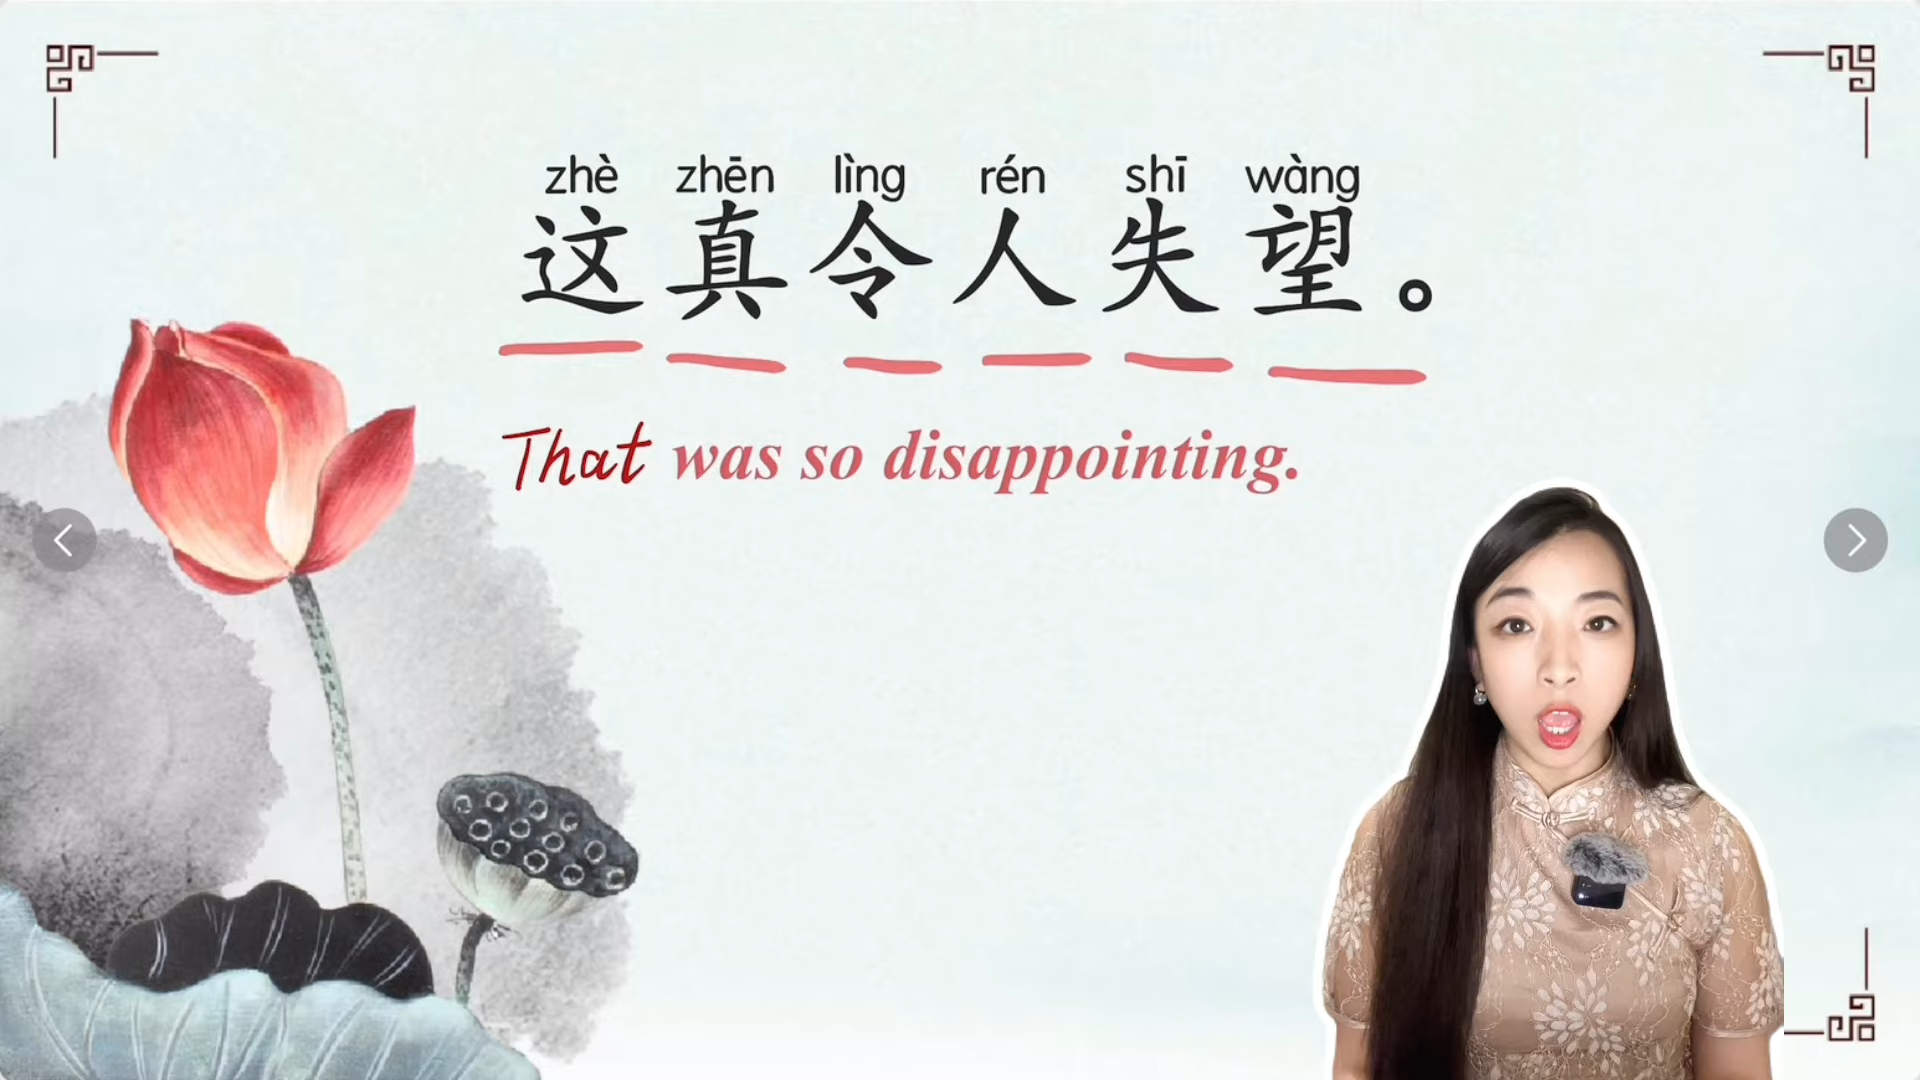 zhè zhēn lìng rén shī wàng
这真令人失望。
That was so disappointing.